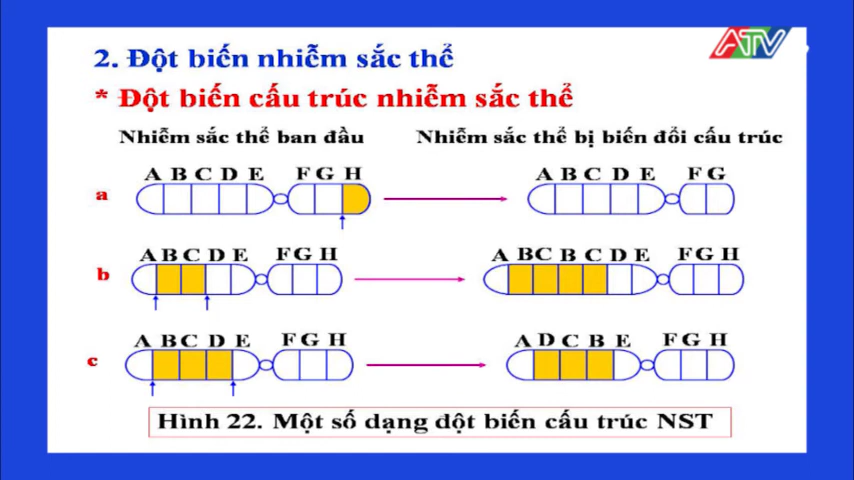 ATV
2. Đột biến nhiễm sắc thể
* Đột biến cấu trúc nhiễm sắc thể
Nhiễm sắc thể ban đầu Nhiễm sắc thể bị biến đổi cấu trúc
A B C D E F G H A B C D E F G
a
A B C D E F G H A BC B C D E F G H
b
A B C D E F G H A D C B E F G H
c
Hình 22. Một số dạng đột biến cấu trúc NST